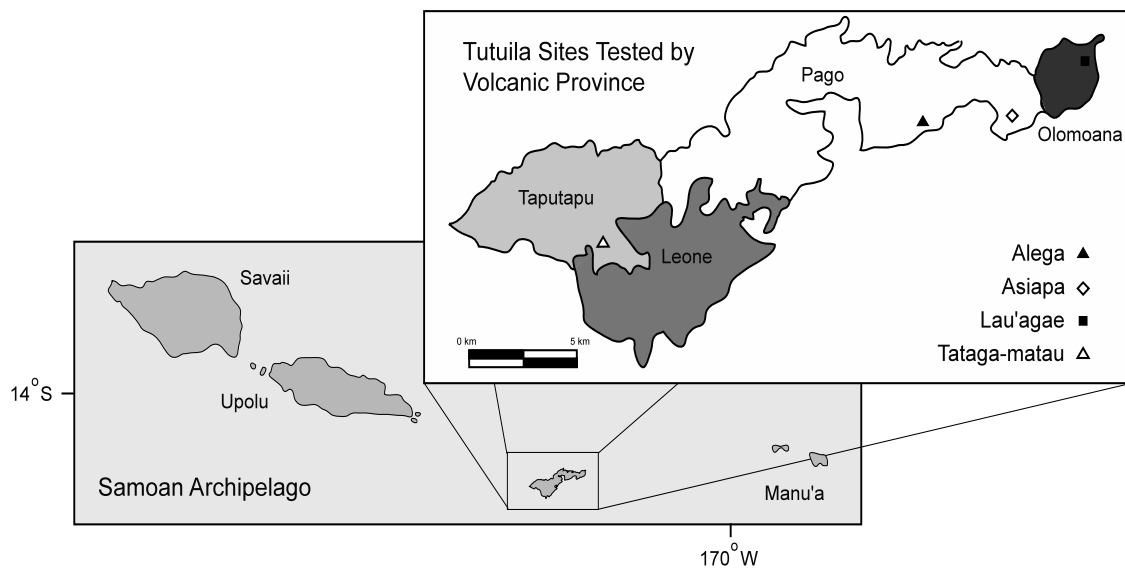 Tutuila Sites Tested by
Volcanic Province
Pago
Olomoana
Taputapu
Leone
Alega
Asiapa
Lau'agae
Tataga-matau
0 km
5 km
Savaii
Upolu
14°S
Samoan Archipelago
Manu'a
170°W